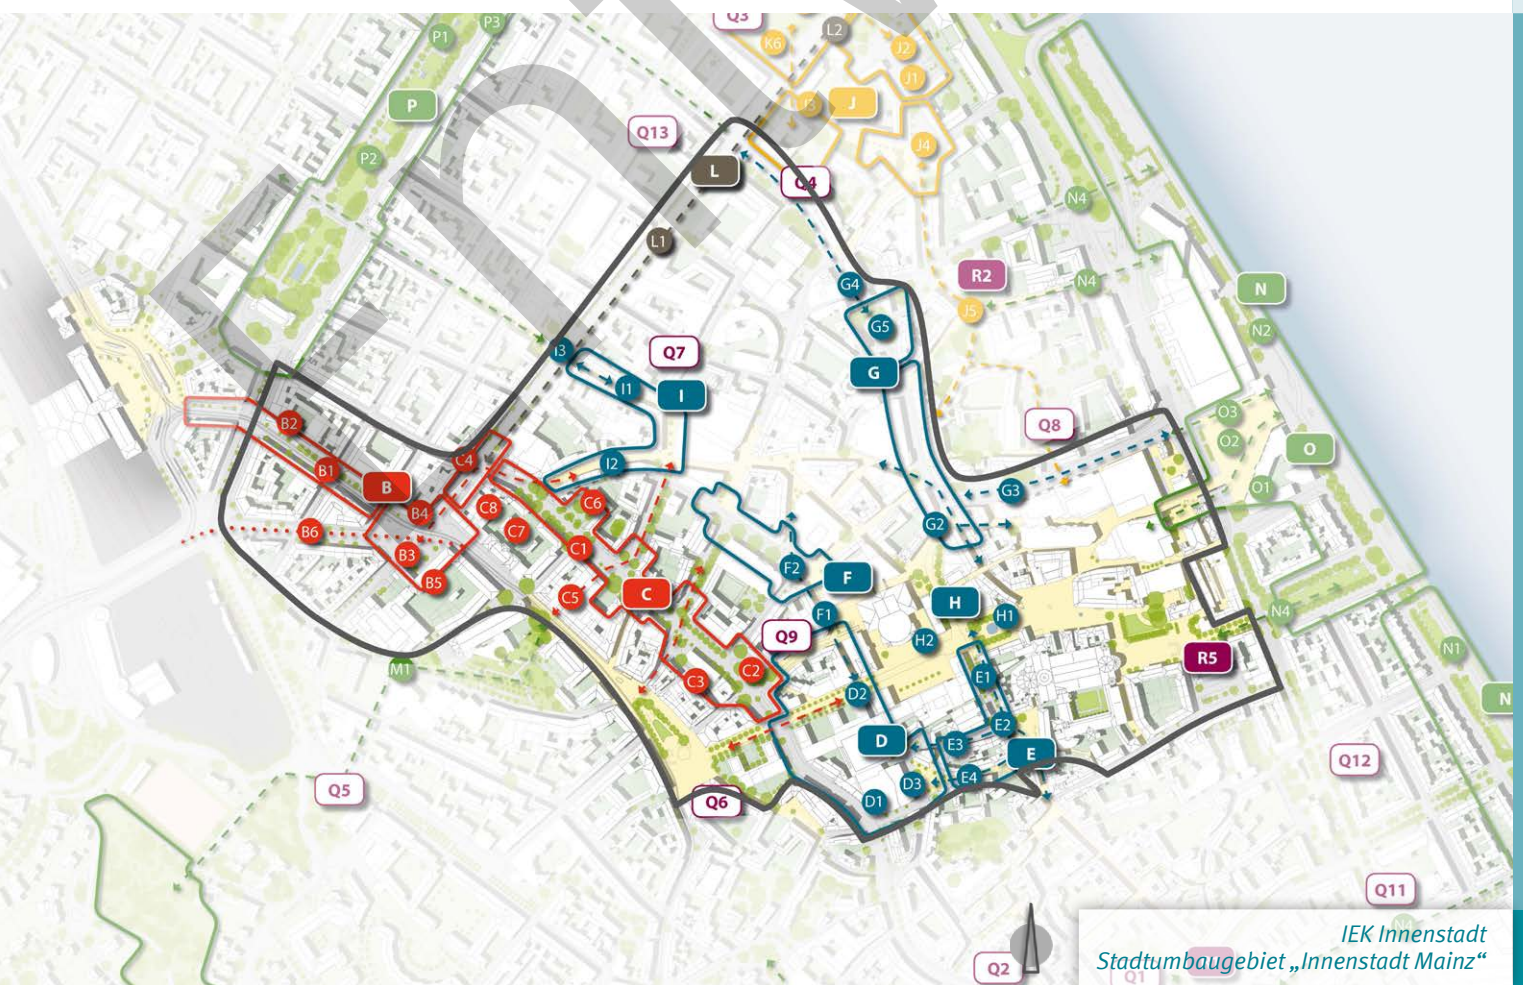 Q3
P3
P1
L2
K6
J2
J1
P
J3
J
Q13
J4
P2
L
Q4
N4
L1
R2
N4
G4
N
J5
G5
N2
I3
Q7
G
I1
I
O3
B2
Q8
O2
O
C4
I2
B1
B
G3
O1
C6
C8
B4
G2
B6
C7
C1
B3
F2
F
B5
C5
C
H
F1
H1
N4
Q9
H2
N1
R5
M1
C2
E1
C3
D2
N
E2
D
E3
E
Q12
E4
D3
Q5
Q6
D1
Q11
N4
IEK Innenstadt
Q2
Stadtumbaugebiet „Innenstadt Mainz“
Q1